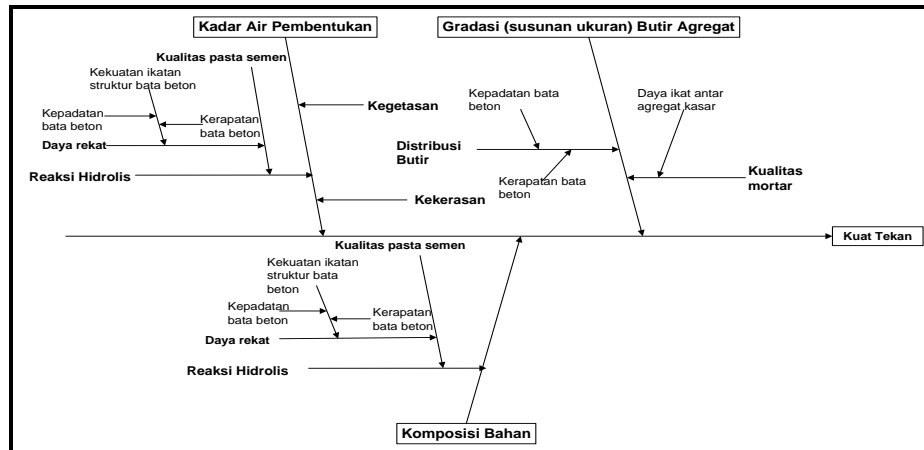 Kadar Air Pembentukan
Gradasi (susunan ukuran) Butir Agregat
Kualitas pasta semen
Kekuatan ikatan
struktur bata beton
Kepadatan
bata beton
Kerapatan
bata beton
Daya rekat
Reaksi Hidrolis
Kegetasan
Kekerasan
Kepadatan bata
beton
Daya ikat antar
agregat kasar
Distribusi
Butir
Kerapatan bata
beton
Kualitas
mortar
Kuat Tekan
Kualitas pasta semen
Kekuatan ikatan
struktur bata
beton
Kepadatan
bata beton
Kerapatan
bata beton
Daya rekat
Reaksi Hidrolis
Komposisi Bahan